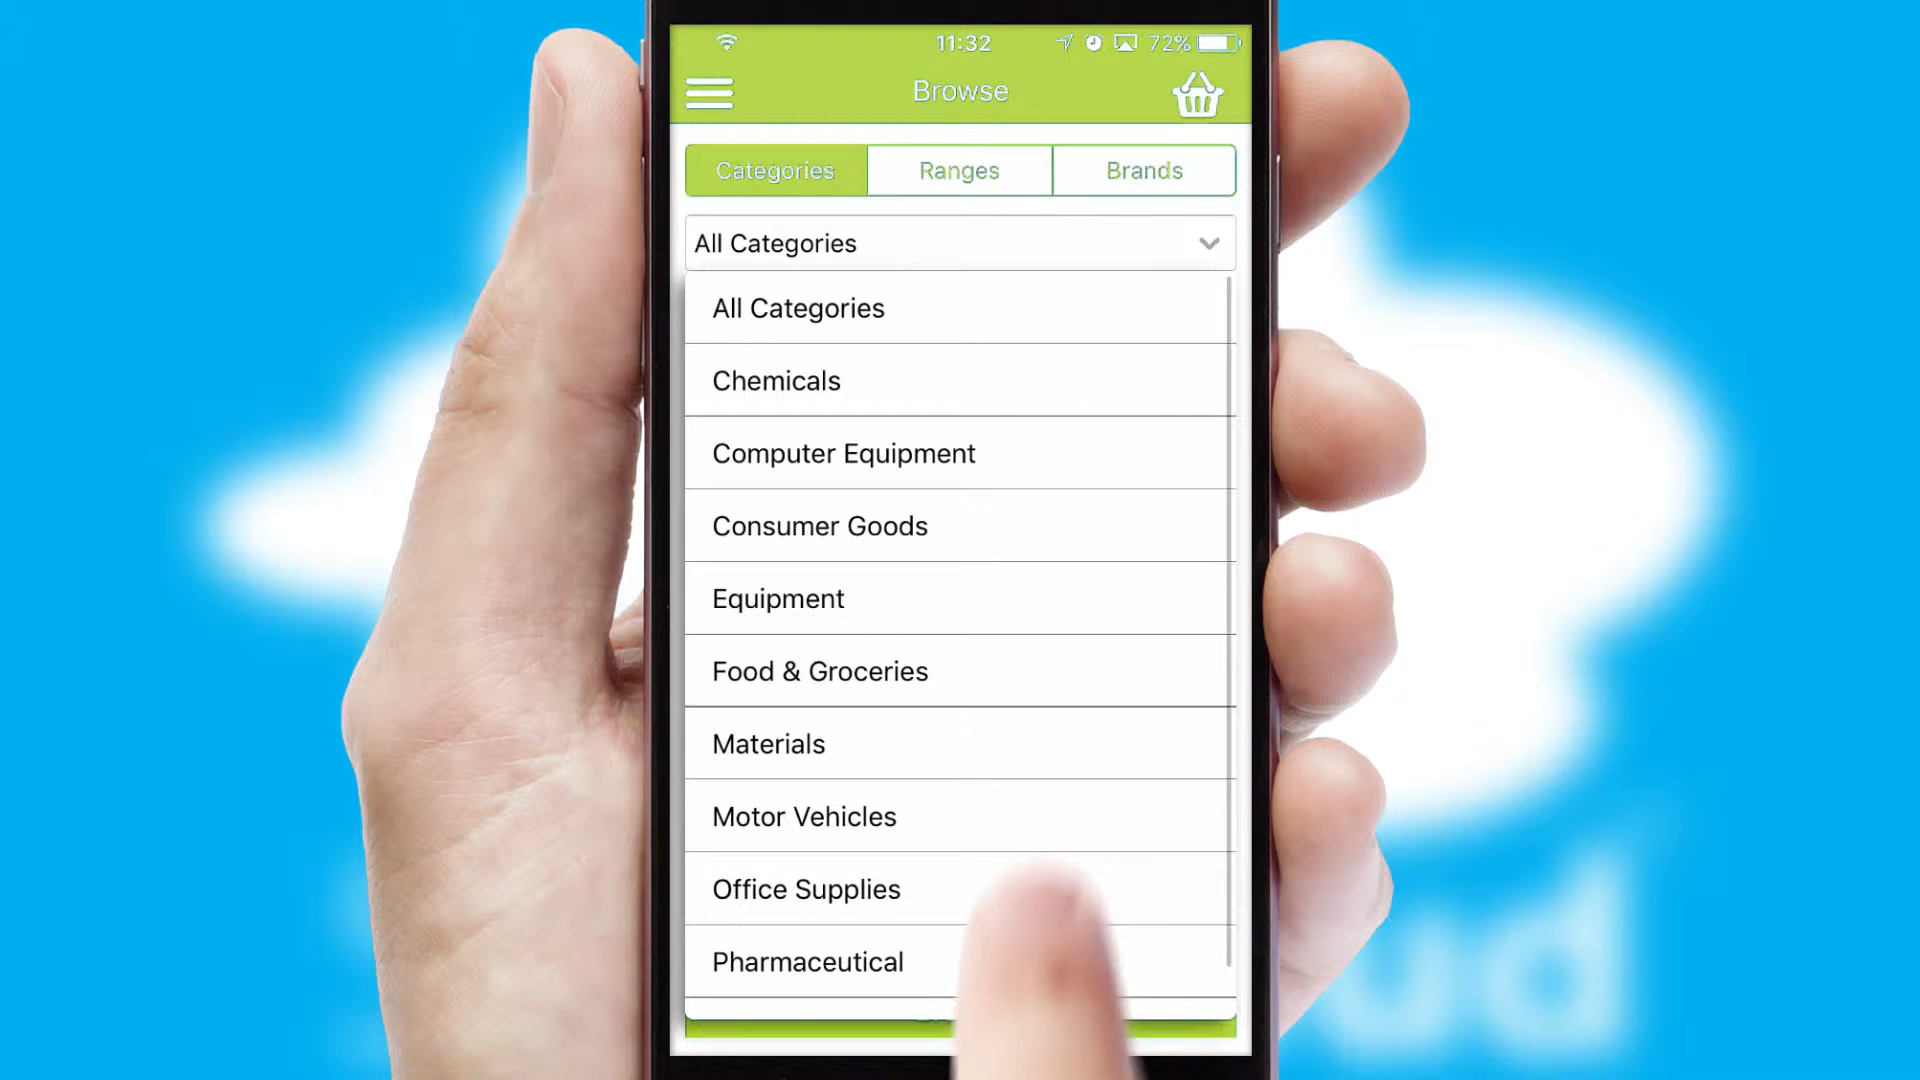 11:32
72%
Browse
Categories
Ranges
Brands
All Categories
All Categories
Chemicals
Computer Equipment
Consumer Goods
Equipment
Food & Groceries
Materials
Motor Vehicles
Office Supplies
Pharmaceutical
ud